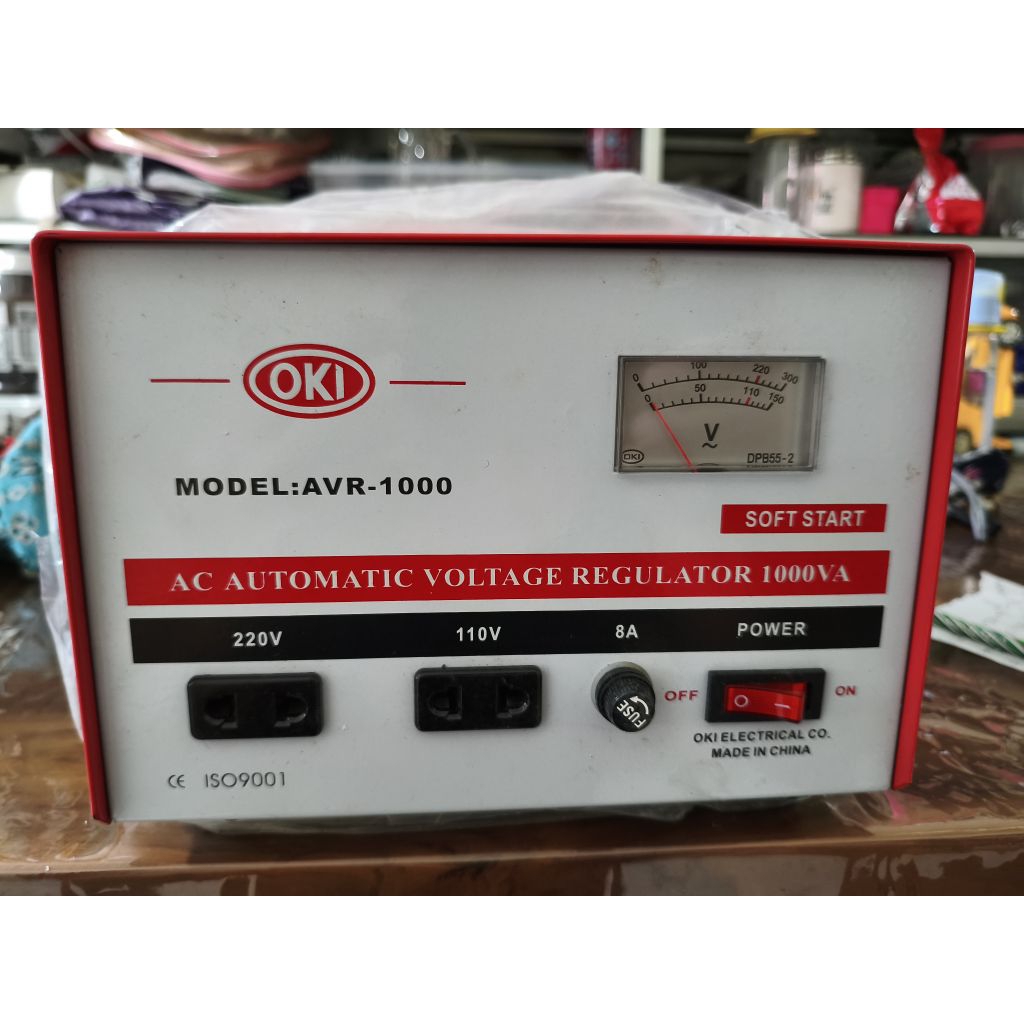 OKI
0 100 220 300
0 50 110 150
V
OKI DPB55-2
MODEL:AVR-1000
SOFT START
AC AUTOMATIC VOLTAGE REGULATOR 1000VA
220V 110V 8A POWER
FUSE
OFF ON
OKI ELECTRICAL CO.
MADE IN CHINA
CE ISO9001